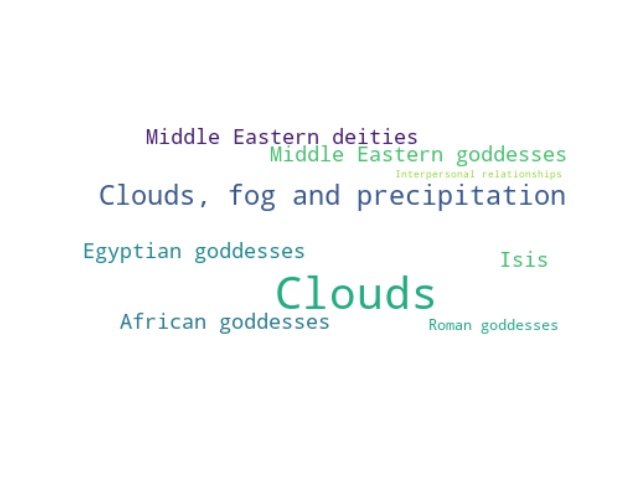 Middle Eastern deities
Middle Eastern goddesses
Interpersonal relationships
Clouds, fog and precipitation
Egyptian goddesses
Isis
Clouds
African goddesses
Roman goddesses